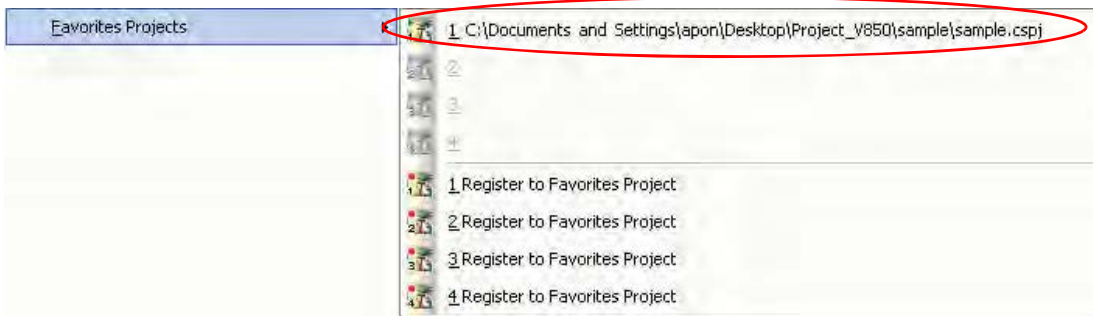 Favorites Projects
1 C:\Documents and Settings\apon\Desktop\Project_V850\sample\sample.cspj
2
3
4
1 Register to Favorites Project
2 Register to Favorites Project
3 Register to Favorites Project
4 Register to Favorites Project